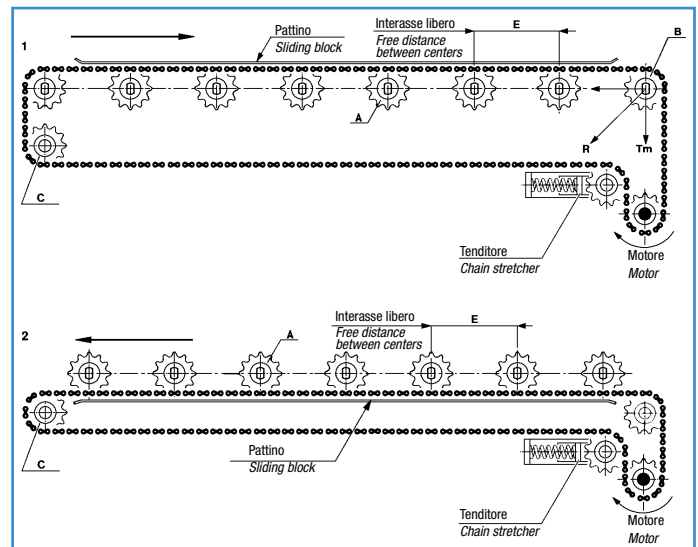 1
Pattino
Sliding block
Interasse libero
Free distance
between centers
E
B
A
R
Tm
C
Tenditore
Chain stretcher
Motore
Motor
2
A
Interasse libero
Free distance
between centers
E
C
Pattino
Sliding block
Tenditore
Chain stretcher
Motore
Motor